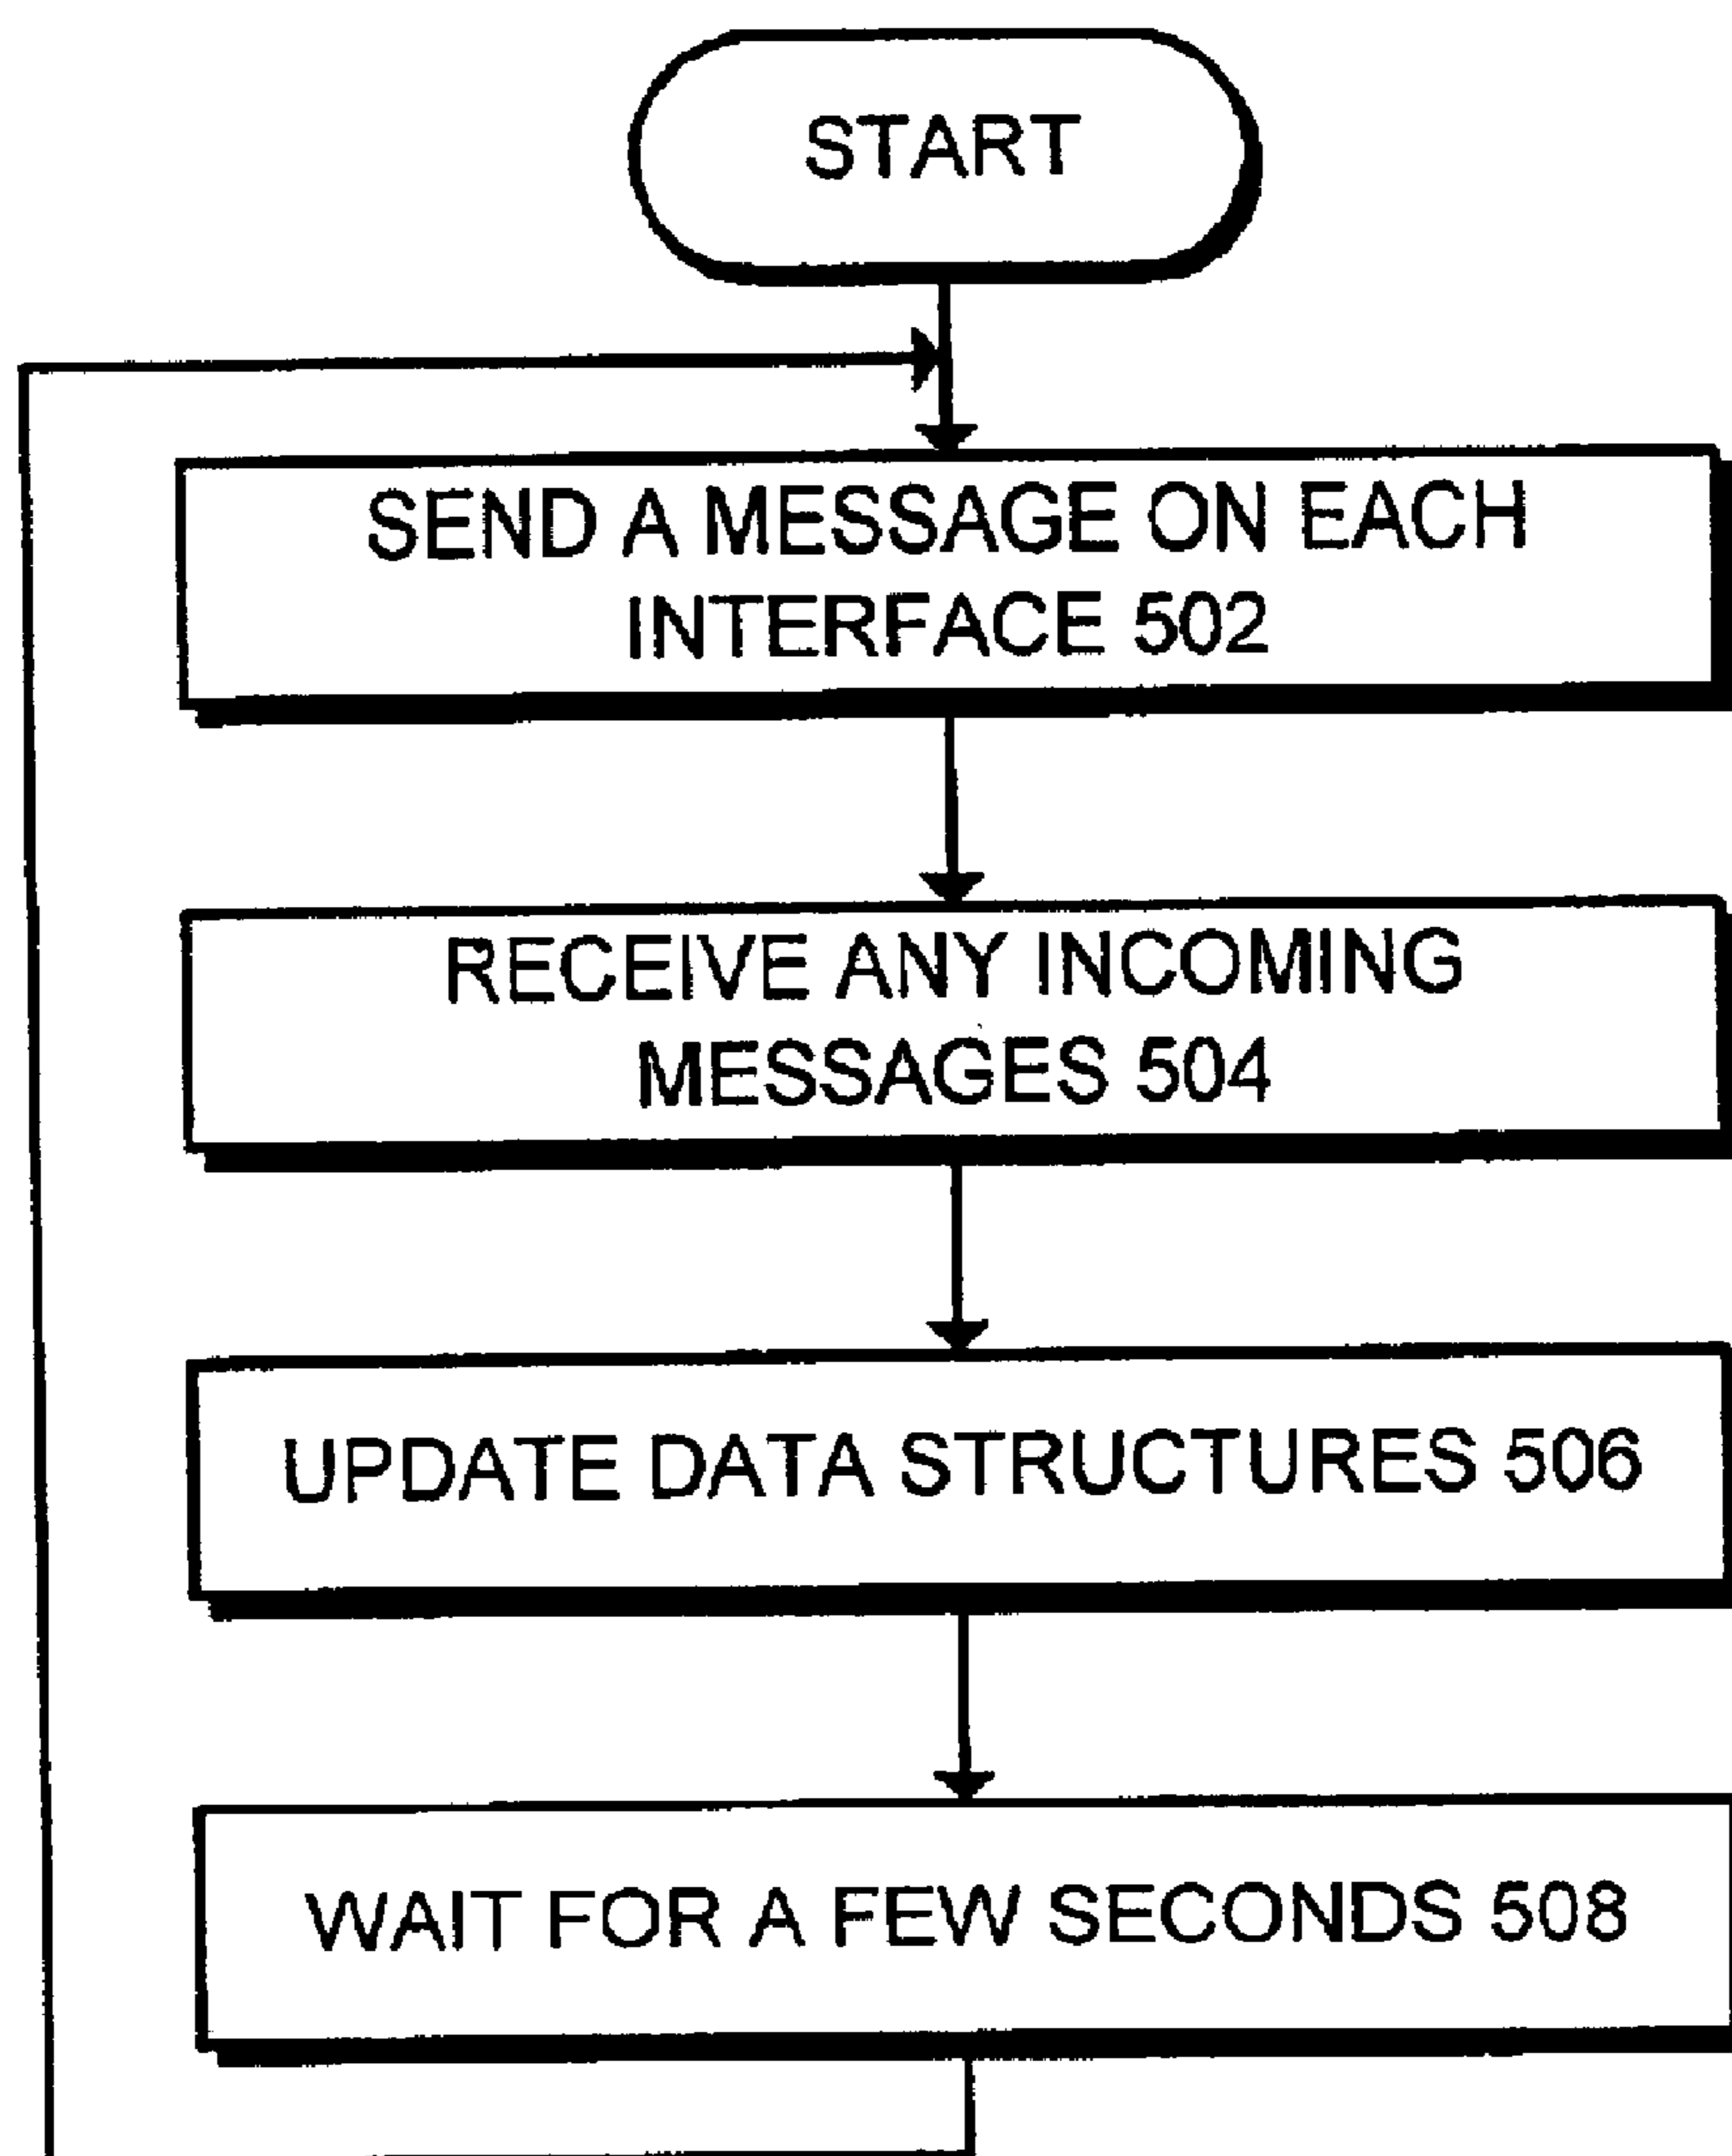 START
SEND A MESSAGE ON EACH
INTERFACE 502
RECEIVE ANY INCOMING
MESSAGES 504
UPDATE DATA STRUCTURES 506
WAIT FOR A FEW SECONDS 508